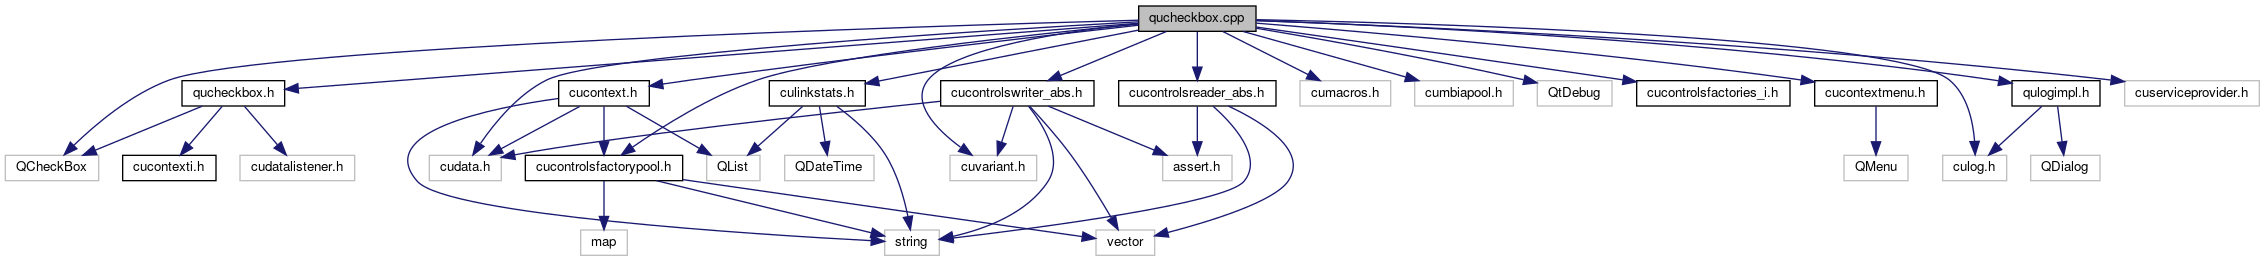 qucheckbox.cpp
qucheckbox.h
cucontext.h
culinkstats.h
cucontrolswriter_abs.h
cucontrolsreader_abs.h
cumacros.h
cumbiapool.h
QtDebug
cucontrolsfactories_i.h
cucontextmenu.h
qulogimpl.h
cuserviceprovider.h
QCheckBox
cucontexti.h
cudatalistener.h
cudata.h
cucontrolsfactorypool.h
QList
QDateTime
cuvariant.h
assert.h
QMenu
culog.h
QDialog
map
string
vector